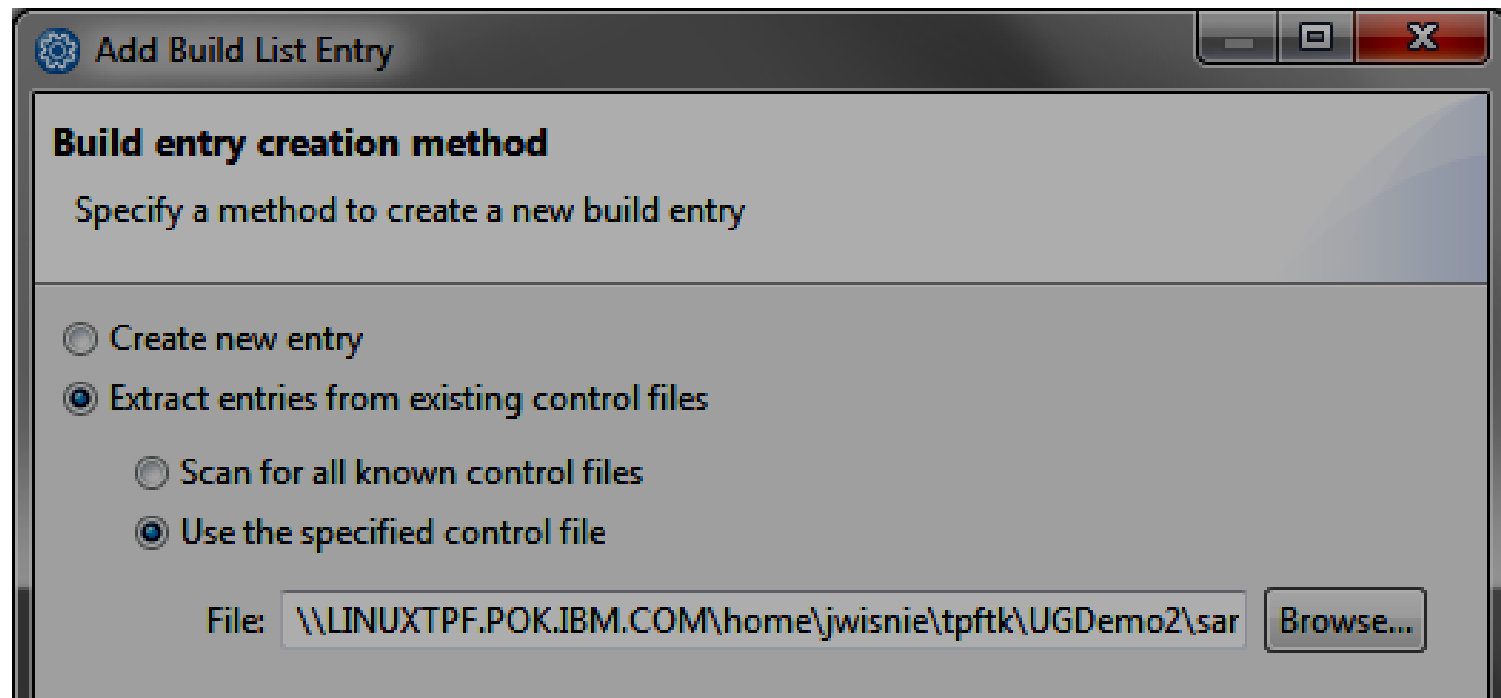 Add Build List Entry
Build entry creation method
Specify a method to create a new build entry
Create new entry
Extract entries from existing control files
Scan for all known control files
Use the specified control file
File: \\LINUXTPF.POK.IBM.COM\home\jwisnie\tpftk\UGDemo2\sar Browse...